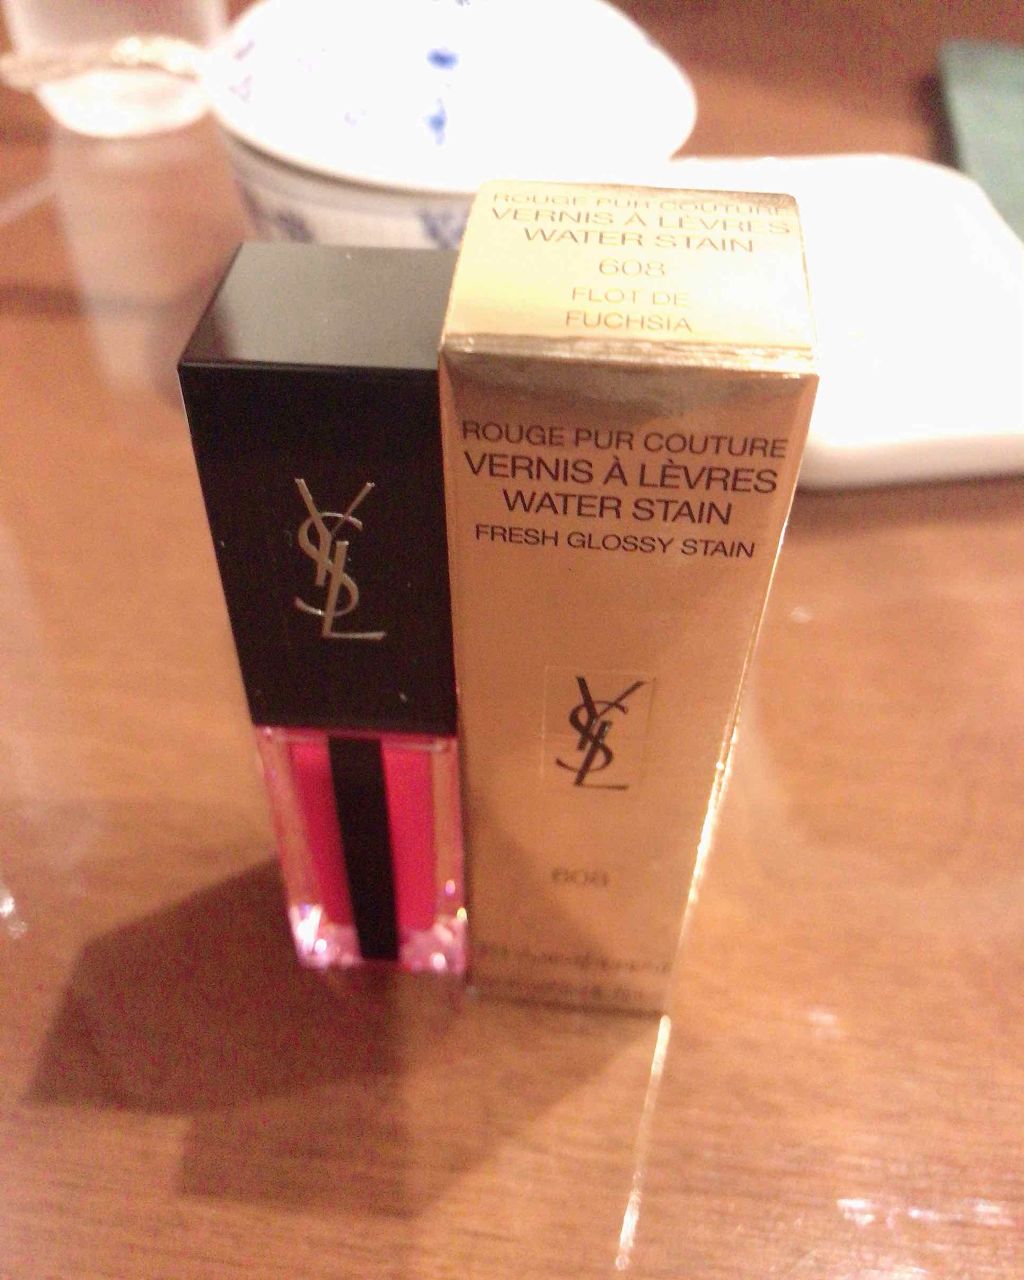 ROUGE PUR COUTURE
VERNIS À LÈVRES
WATER STAIN
608
FLOT DE
FUCHSIA
ROUGE PUR COUTURE
VERNIS À LÈVRES
WATER STAIN
FRESH GLOSSY STAIN
YSL
YSL
608